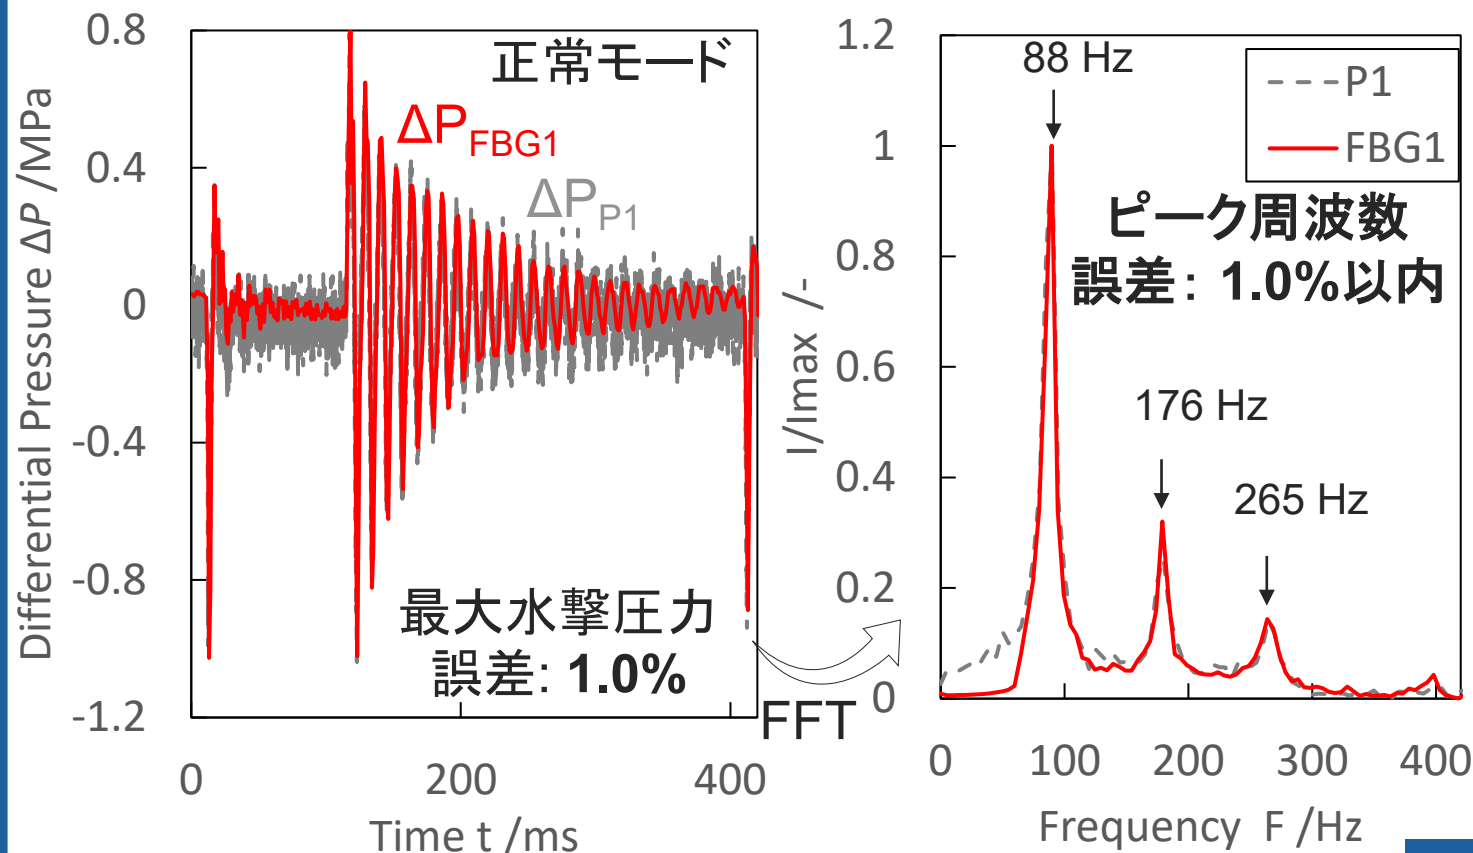 正常モード
ΔP_FBG1
ΔP_P1
最大水撃圧力
誤差: 1.0%
Differential Pressure ΔP /MPa
0.8
0.4
0
-0.4
-0.8
-1.2
0
200
400
Time t /ms
FFT
88 Hz
176 Hz
265 Hz
P1
FBG1
ピーク周波数
誤差: 1.0%以内
I/Imax /-
1.2
1
0.8
0.6
0.4
0.2
0
0
100
200
300
400
Frequency F /Hz